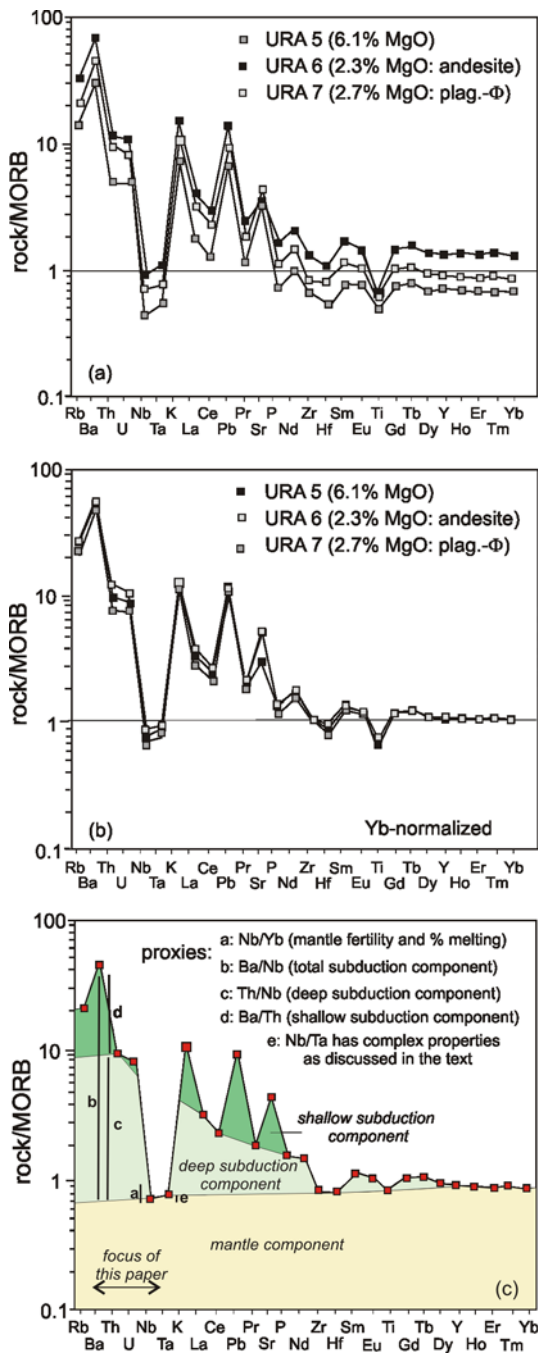 100
10
1
0.1
rock/MORB
URA 5 (6.1% MgO)
URA 6 (2.3% MgO: andesite)
URA 7 (2.7% MgO: plag.-Φ)
(a)
Rb Th Nb K Ce Pr P Zr Sm Ti Tb Y Er Yb
Ba U Ta La Pb Sr Nd Hf Eu Gd Dy Ho Tm
100
10
1
0.1
rock/MORB
URA 5 (6.1% MgO)
URA 6 (2.3% MgO: andesite)
URA 7 (2.7% MgO: plag.-Φ)
(b)
Yb-normalized
Rb Th Nb K Ce Pr P Zr Sm Ti Tb Y Er Yb
Ba U Ta La Pb Sr Nd Hf Eu Gd Dy Ho Tm
100
10
1
0.1
rock/MORB
proxies:
a: Nb/Yb (mantle fertility and % melting)
b: Ba/Nb (total subduction component)
c: Th/Nb (deep subduction component)
d: Ba/Th (shallow subduction component)
e: Nb/Ta has complex properties
as discussed in the text
d
b
c
a
e
shallow subduction
component
deep subduction
component
mantle component
focus of
this paper
(c)
Rb Th Nb K Ce Pr P Zr Sm Ti Tb Y Er Yb
Ba U Ta La Pb Sr Nd Hf Eu Gd Dy Ho Tm